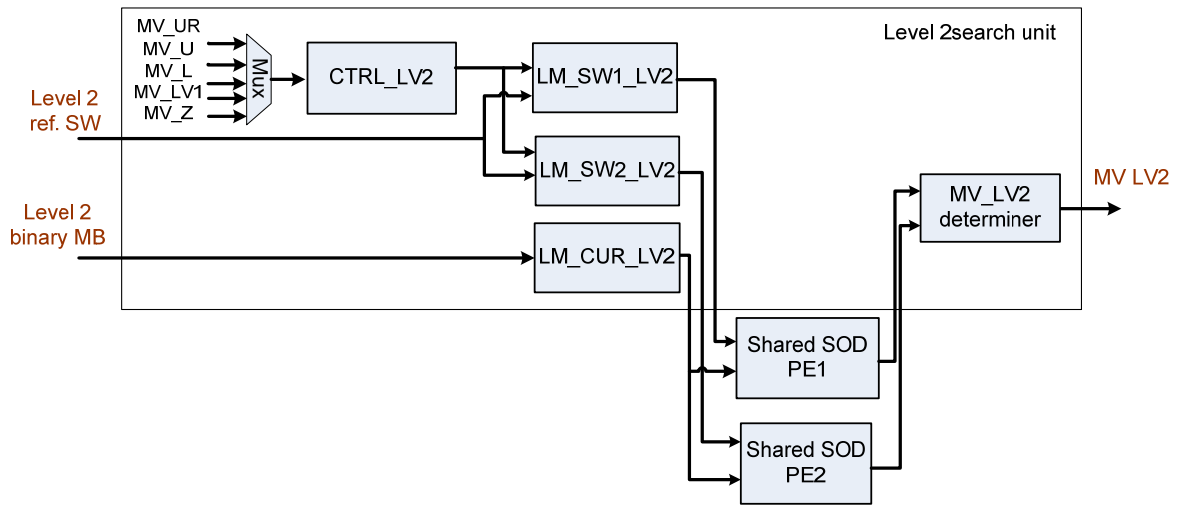 Level 2search unit
MV_UR
MV_U
MV_L
MV_LV1
MV_Z
Mux
CTRL_LV2
LM_SW1_LV2
Level 2
ref. SW
LM_SW2_LV2
MV_LV2
determiner
MV LV2
Level 2
binary MB
LM_CUR_LV2
Shared SOD
PE1
Shared SOD
PE2